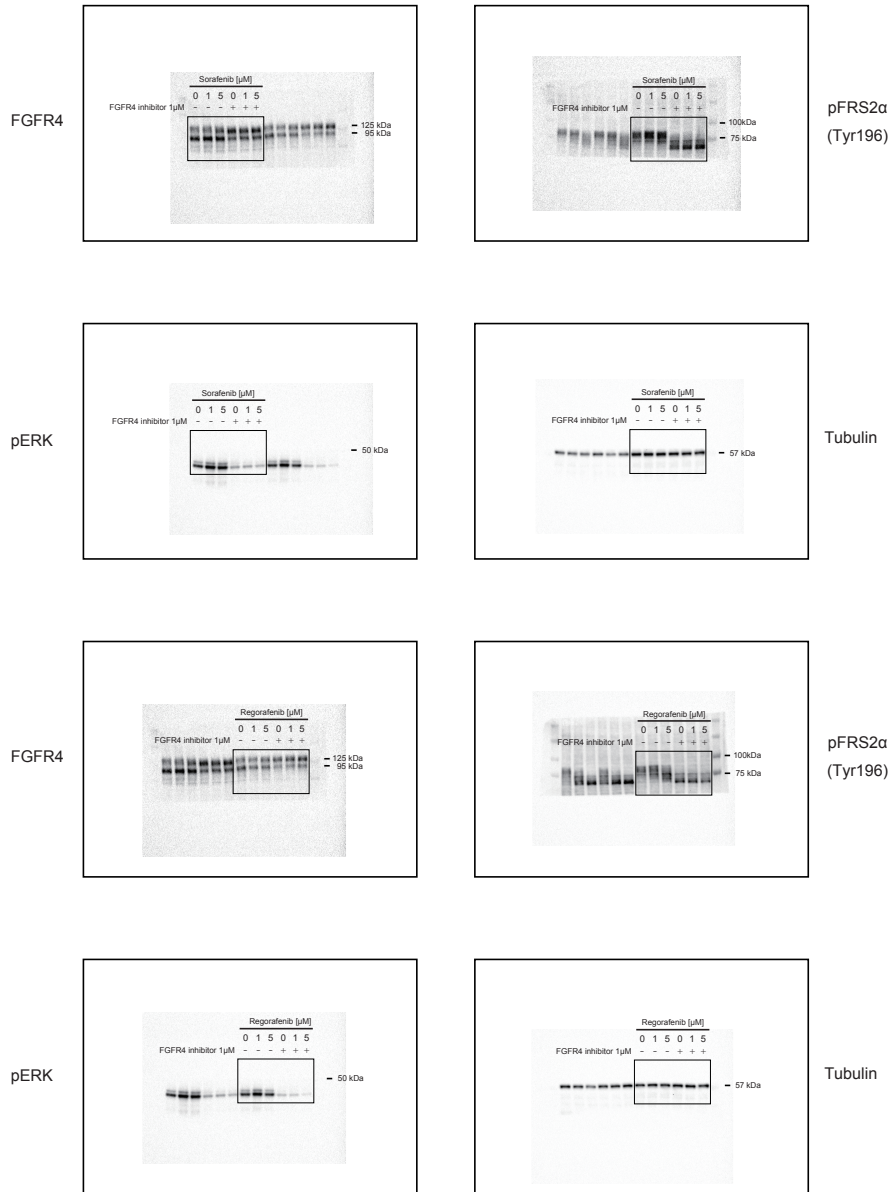 FGFR4
Sorafenib [µM]
0 1 5 0 1 5
FGFR4 inhibitor 1µM - - - + + +
125 kDa
95 kDa
pFRS2α
(Tyr196)
Sorafenib [µM]
0 1 5 0 1 5
FGFR4 inhibitor 1µM - - - + + +
100kDa
75 kDa
pERK
Sorafenib [µM]
0 1 5 0 1 5
FGFR4 inhibitor 1µM - - - + + +
50 kDa
Tubulin
Sorafenib [µM]
0 1 5 0 1 5
FGFR4 inhibitor 1µM - - - + + +
57 kDa
FGFR4
Regorafenib [µM]
0 1 5 0 1 5
FGFR4 inhibitor 1µM - - - + + +
125 kDa
95 kDa
pFRS2α
(Tyr196)
Regorafenib [µM]
0 1 5 0 1 5
FGFR4 inhibitor 1µM - - - + + +
100kDa
75 kDa
pERK
Regorafenib [µM]
0 1 5 0 1 5
FGFR4 inhibitor 1µM - - - + + +
50 kDa
Tubulin
Regorafenib [µM]
0 1 5 0 1 5
FGFR4 inhibitor 1µM - - - + + +
57 kDa